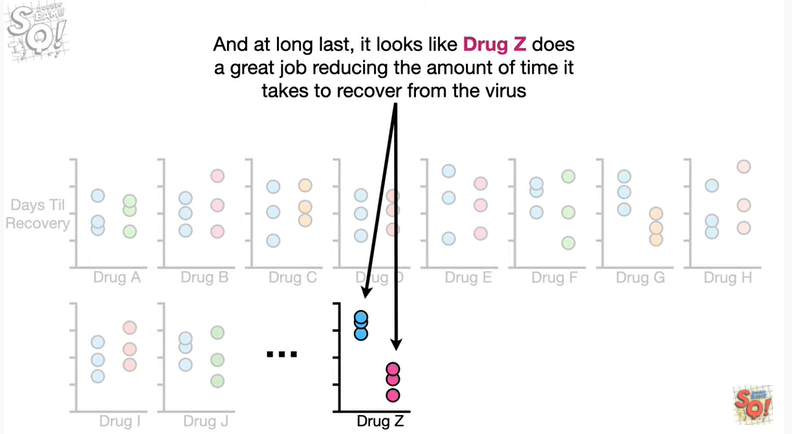 And at long last, it looks like Drug Z does
a great job reducing the amount of time it
takes to recover from the virus
Days Til
Recovery
Drug A
Drug B
Drug C
Drug D
Drug E
Drug F
Drug G
Drug H
Drug I
Drug J
...
Drug Z
SQ!